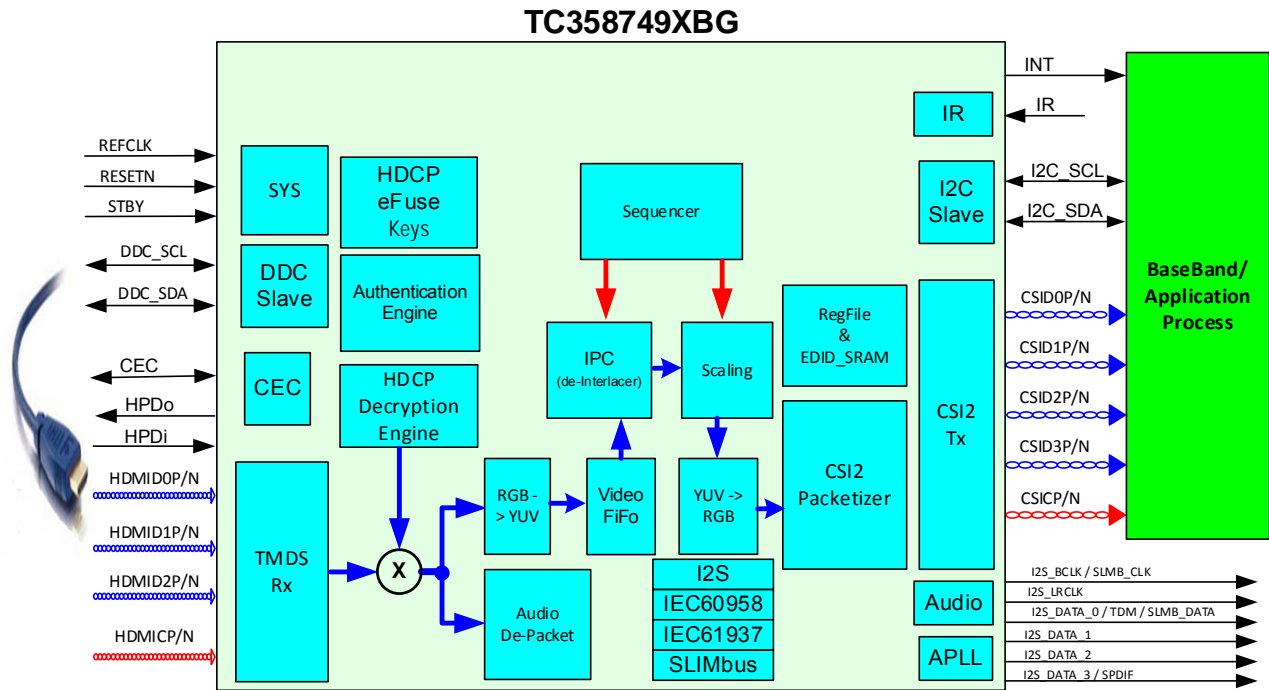 TC358749XBG
REFCLK
RESETN
STBY
DDC_SCL
DDC_SDA
CEC
HPDo
HPDi
HDMID0P/N
HDMID1P/N
HDMID2P/N
HDMICP/N
SYS
HDCP
eFuse
Keys
DDC
Slave
Authentication
Engine
CEC
HDCP
Decryption
Engine
TMDS
Rx
X
RGB -
> YUV
Video
FiFo
Audio
De-Packet
Sequencer
IPC
(de-Interlacer)
Scaling
YUV ->
RGB
I2S
IEC60958
IEC61937
SLIMbus
RegFile
&
EDID_SRAM
CSI2
Packetizer
IR
I2C
Slave
CSI2
Tx
Audio
APLL
INT
IR
I2C_SCL
I2C_SDA
CSID0P/N
CSID1P/N
CSID2P/N
CSID3P/N
CSICP/N
BaseBand/
Application
Process
I2S_BCLK / SLMB_CLK
I2S_LRCLK
I2S_DATA_0 / TDM / SLMB_DATA
I2S_DATA_1
I2S_DATA_2
I2S_DATA_3 / SPDIF